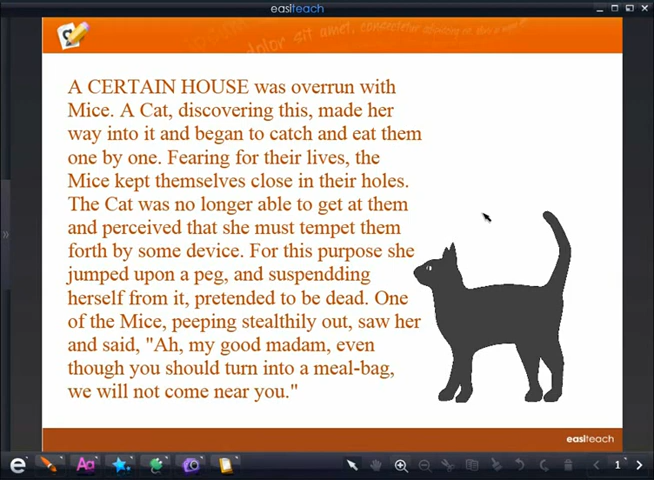 easiteach
A CERTAIN HOUSE was overrun with
Mice. A Cat, discovering this, made her
way into it and began to catch and eat them
one by one. Fearing for their lives, the
Mice kept themselves close in their holes.
The Cat was no longer able to get at them
and perceived that she must tempet them
forth by some device. For this purpose she
jumped upon a peg, and suspendding
herself from it, pretended to be dead. One
of the Mice, peeping stealthily out, saw her
and said, "Ah, my good madam, even
though you should turn into a meal-bag,
we will not come near you."
easiteach
e Aa 1